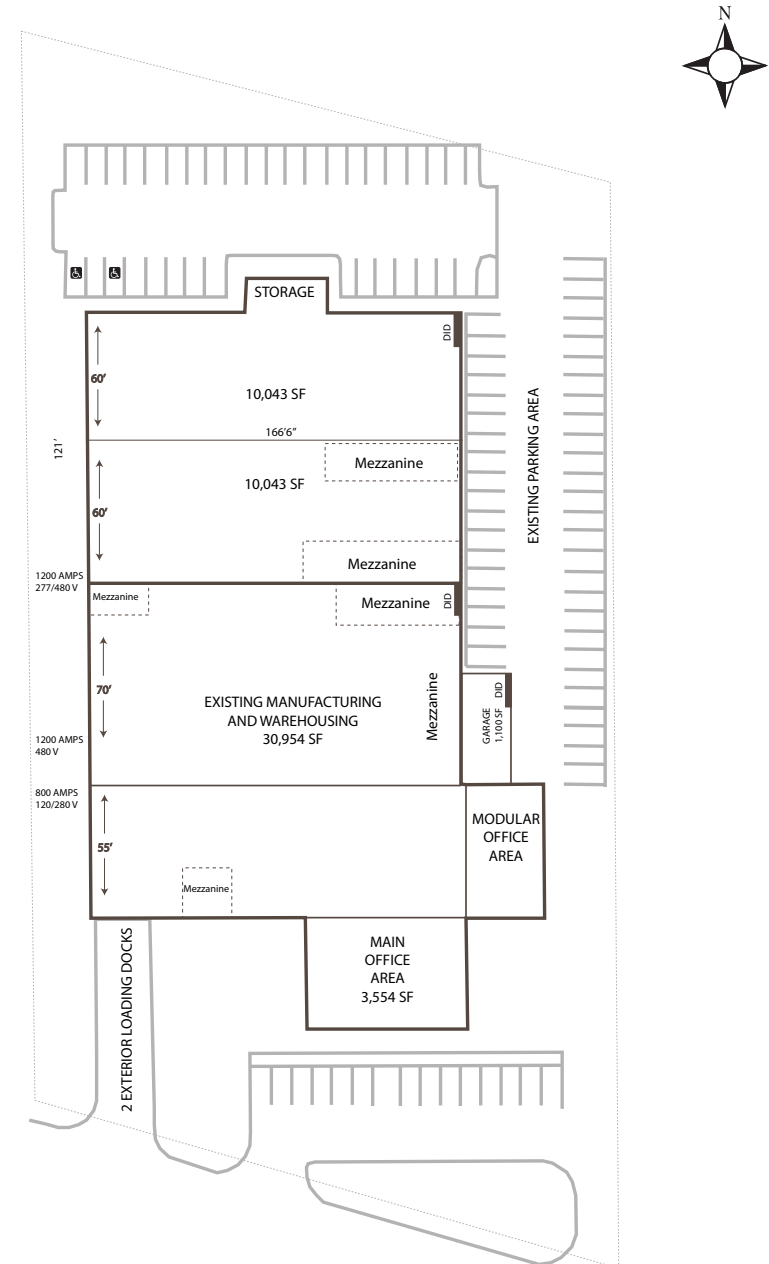 N
STORAGE
DID
60'
10,043 SF
166'6"
121'
Mezzanine
10,043 SF
60'
EXISTING PARKING AREA
Mezzanine
1200 AMPS
277/480 V
Mezzanine
Mezzanine
DID
70'
EXISTING MANUFACTURING
AND WAREHOUSING
30,954 SF
Mezzanine
DID
GARAGE
1,100 SF
1200 AMPS
480 V
800 AMPS
120/280 V
55'
MODULAR
OFFICE
AREA
Mezzanine
MAIN
OFFICE
AREA
3,554 SF
2 EXTERIOR LOADING DOCKS